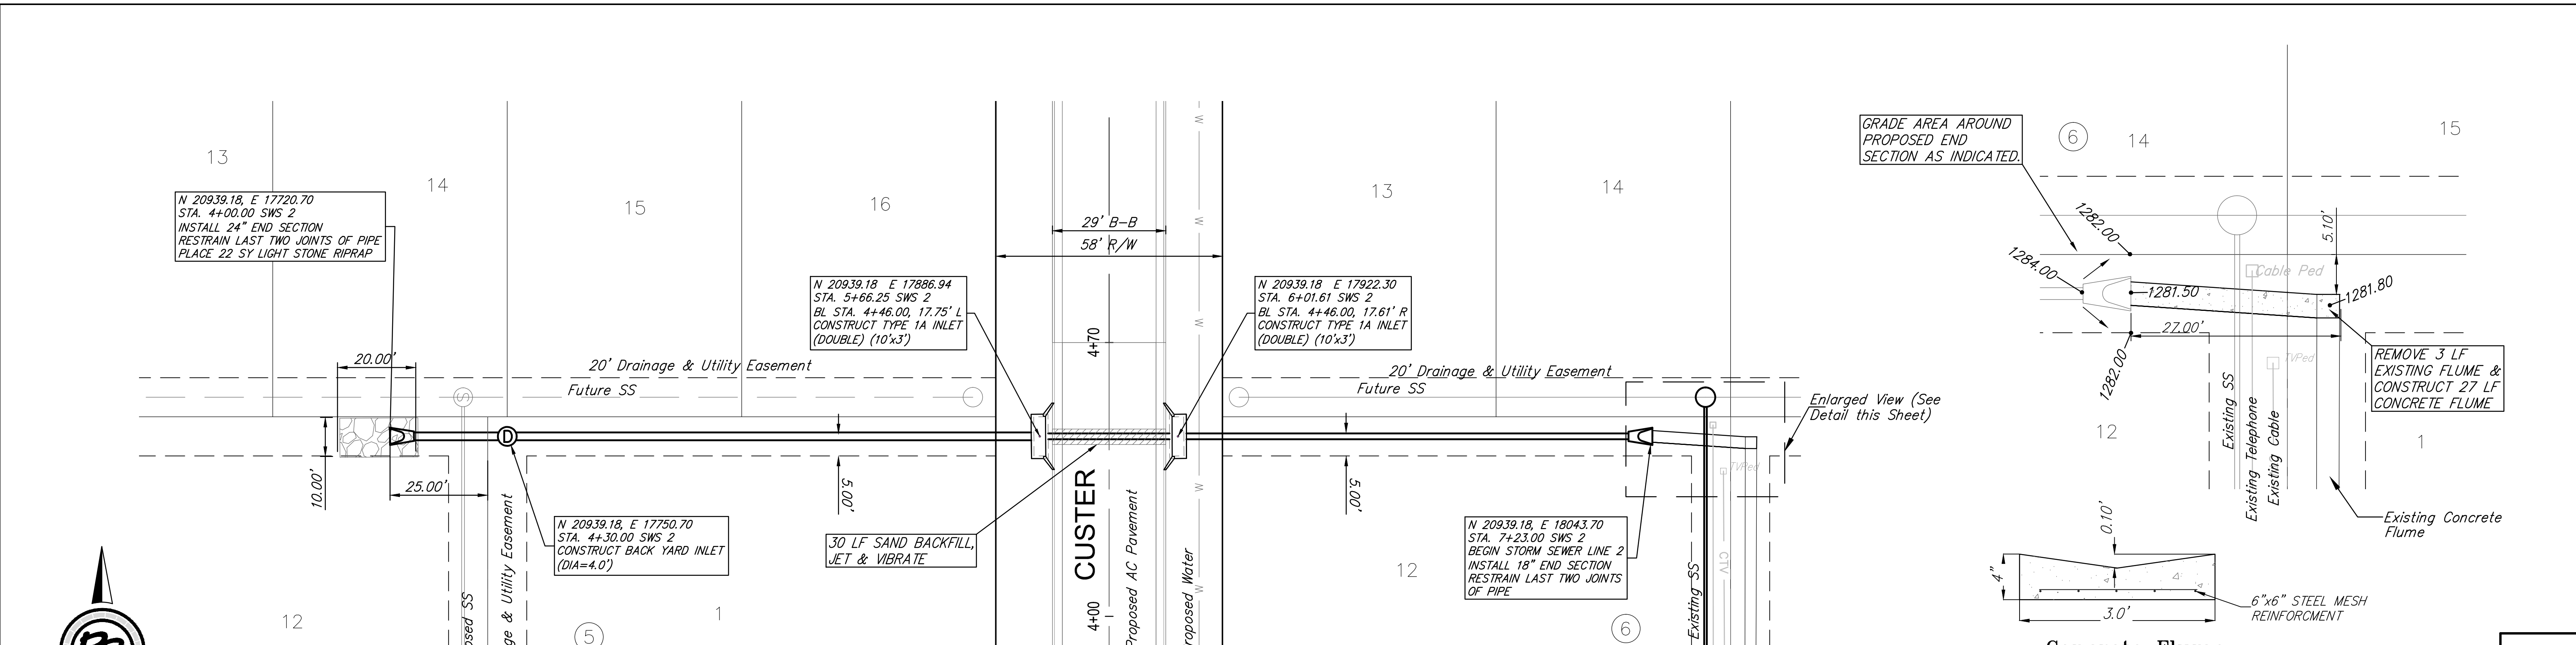 13
14
15
16
13
14
N 20939.18, E 17720.70
STA. 4+00.00 SWS 2
INSTALL 24" END SECTION
RESTRAIN LAST TWO JOINTS OF PIPE
PLACE 22 SY LIGHT STONE RIPRAP
29' B-B
58' R/W
N 20939.18 E 17886.94
STA. 5+66.25 SWS 2
BL STA. 4+46.00, 17.75' L
CONSTRUCT TYPE 1A INLET
(DOUBLE) (10'x3')
N 20939.18 E 17922.30
STA. 6+01.61 SWS 2
BL STA. 4+46.00, 17.61' R
CONSTRUCT TYPE 1A INLET
(DOUBLE) (10'x3')
4+70
20.00'
20' Drainage & Utility Easement
Future SS
S
20' Drainage & Utility Easement
Future SS
Enlarged View (See
Detail this Sheet)
D
10.00'
25.00'
5.00'
5.00'
TVPed
N 20939.18, E 17750.70
STA. 4+30.00 SWS 2
CONSTRUCT BACK YARD INLET
(DIA=4.0')
30 LF SAND BACKFILL,
JET & VIBRATE
CUSTER
4+00
Proposed AC Pavement
roposed Water
W
W
W
W
W
N 20939.18, E 18043.70
STA. 7+23.00 SWS 2
BEGIN STORM SEWER LINE 2
INSTALL 18" END SECTION
RESTRAIN LAST TWO JOINTS
OF PIPE
12
osed SS
ge & Utility Easement
5
1
12
6
Existing SS
CTV
GRADE AREA AROUND
PROPOSED END
SECTION AS INDICATED.
6
14
15
1282.00
1284.00
1281.50
1282.00
5.10'
Cable Ped
1281.80
27.00'
TVPed
REMOVE 3 LF
EXISTING FLUME &
CONSTRUCT 27 LF
CONCRETE FLUME
12
Existing SS
Existing Telephone
Existing Cable
1
Existing Concrete
Flume
0.10'
4"
3.0'
6"x6" STEEL MESH
REINFORCMENT